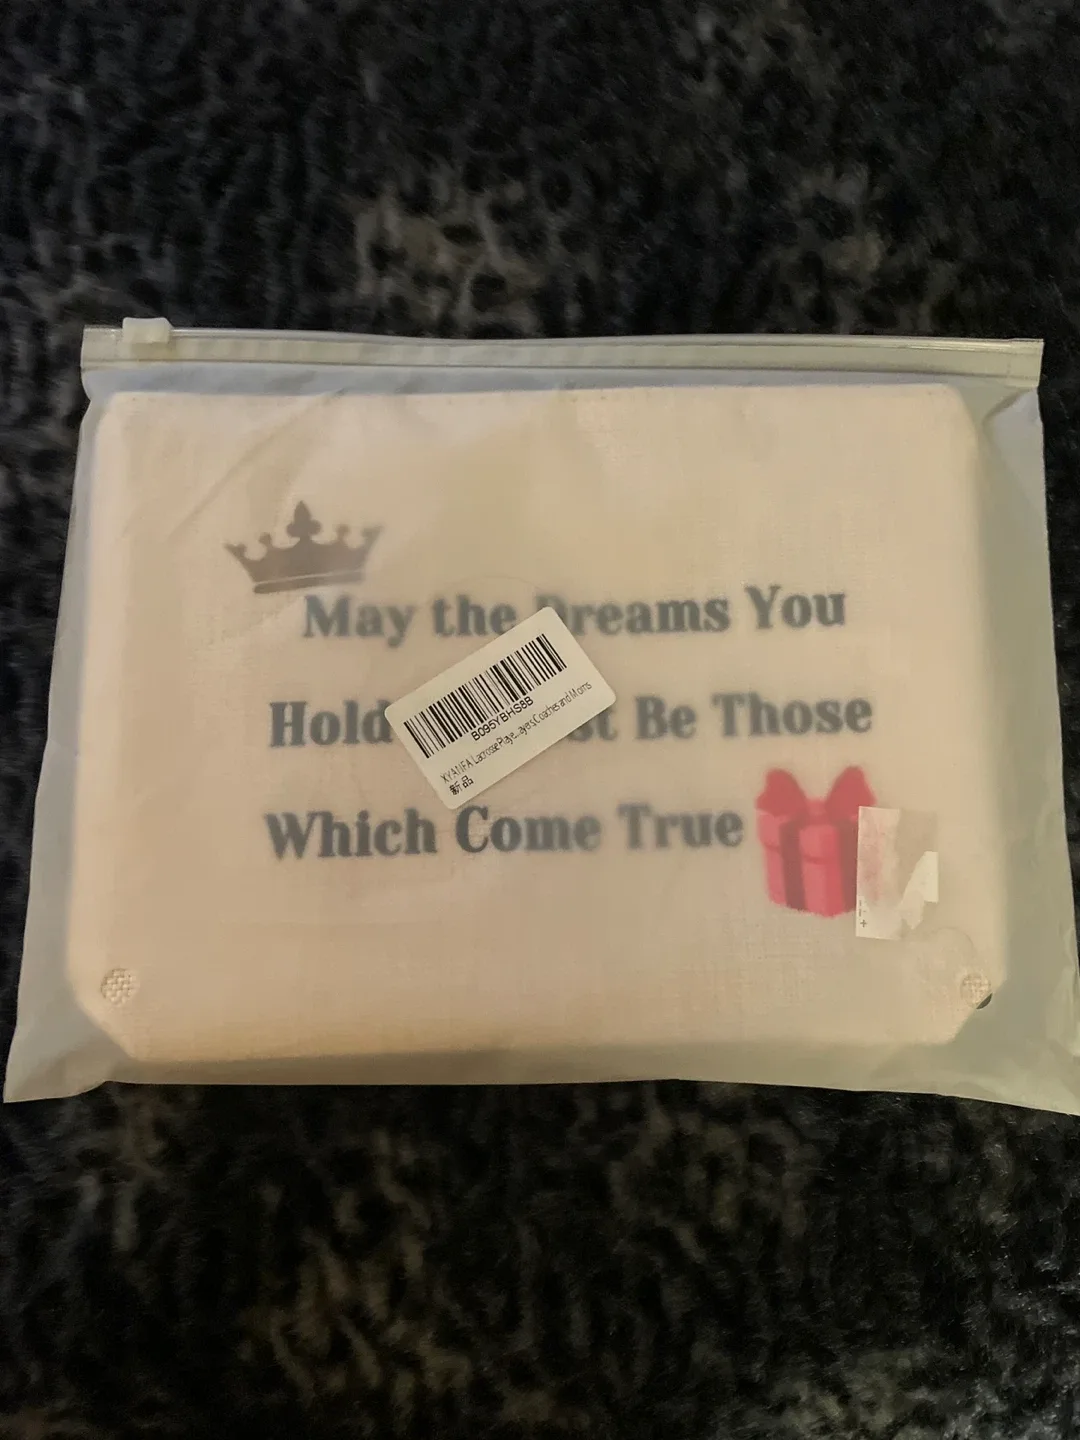 May the Dreams You
Hold st Be Those
Which Come True
B095YBHS8B
XYANFA Lacrosse Playe...ayers,Coaches and Moms
新品